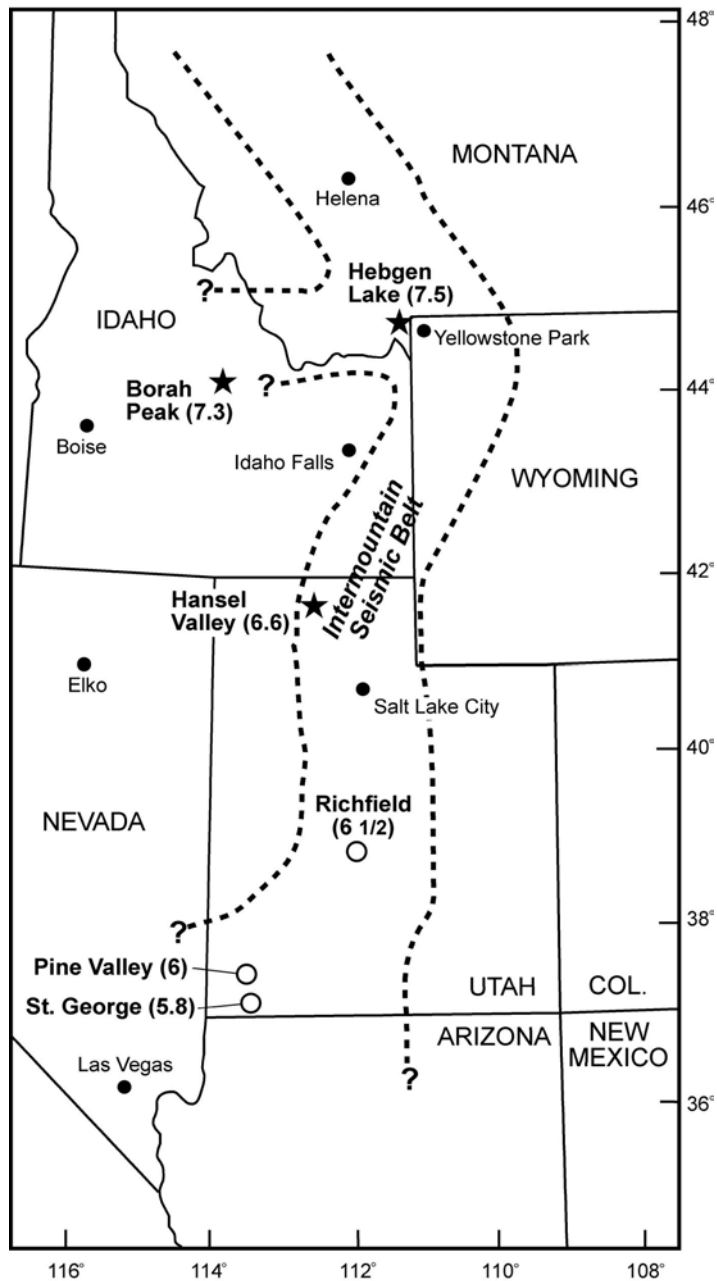 48°
MONTANA
Helena
46°
Hebgen
Lake (7.5)
?
IDAHO
Yellowstone Park
Borah
Peak (7.3)
?
44°
Boise
Idaho Falls
WYOMING
Intermountain
Seismic Belt
42°
Hansel
Valley (6.6)
Elko
Salt Lake City
40°
Richfield
(6 1/2)
NEVADA
38°
?
Pine Valley (6)
St. George (5.8)
UTAH
COL.
ARIZONA
NEW
MEXICO
Las Vegas
?
36°
116°
114°
112°
110°
108°